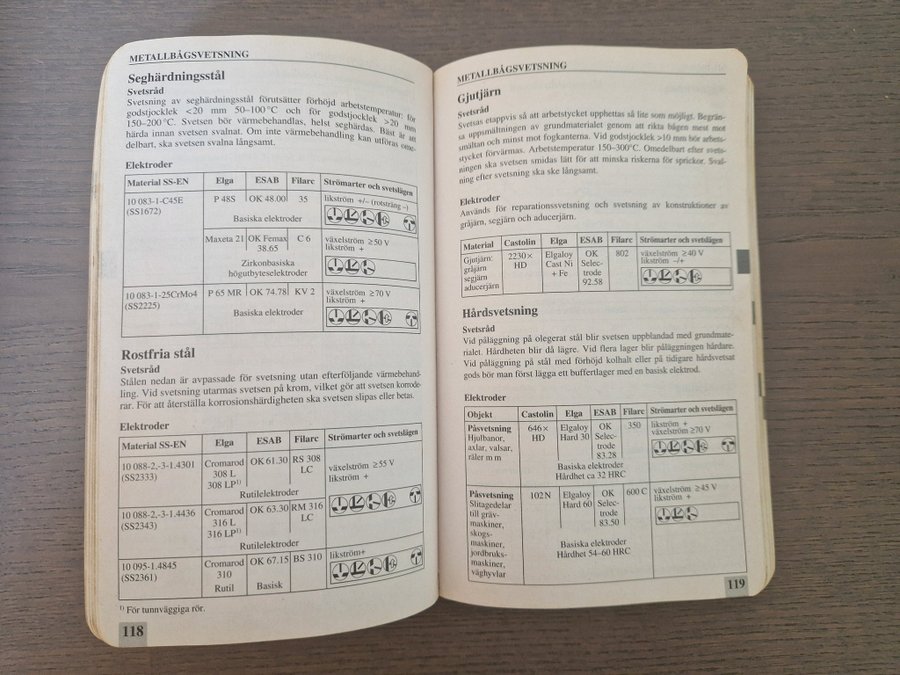 METALLBÅGSVETSNING
Seghärdningsstål
Svetsråd
Svetsning av seghärdningsstål förutsätter förhöjd arbetstemperatur: för
godstjocklek <20 mm 50–100°C och för godstjocklek >20 mm
150–200°C. Svetsen bör värmebehandlas, helst seghärdas. Bäst är att
härda innan svetsen svalnat. Om inte värmebehandling kan utföras ome-
delbart, ska svetsen svalna långsamt.
Elektroder
Material SS-EN Elga ESAB Filarc Strömarter och svetslägen
10 083-1-C45E P 48S OK 48.00 35 likström +/– (rotsträng –)
(SS1672)
Basiska elektroder
Maxeta 21 OK Femax C 6 växelström ≥50 V
38.65 likström +
Zirkonbasiska
högutbyteselektroder
10 083-1-25CrMo4 P 65 MR OK 74.78 KV 2 växelström ≥70 V
(SS2225) likström +
Basiska elektroder
Rostfria stål
Svetsråd
Stålen nedan är avpassade för svetsning utan efterföljande värmebehand-
ling. Vid svetsning utarmas svetsen på krom, vilket gör att svetsen korrode-
rar. För att återställa korrosionshärdigheten ska svetsen slipas eller betas.
Elektroder
Material SS-EN Elga ESAB Filarc Strömarter och svetslägen
10 088-2,-3-1.4301 Cromarod OK 61.30 RS 308 växelström ≥55 V
(SS2333) 308 L LC likström +
308 LP1)
Rutilelektroder
10 088-2,-3-1.4436 Cromarod OK 63.30 RM 316
(SS2343) 316 L LC
316 LP1)
Rutilelektroder
10 095-1.4845 Cromarod OK 67.15 BS 310 likström+
(SS2361) 310
Rutil Basisk
1) För tunnväggiga rör.
118
METALLBÅGSVETSNING
Gjutjärn
Svetsråd
Svetsas etappvis så att arbetstycket upphettas så lite som möjligt. Begrän-
sa uppsmältningen av grundmaterialet genom att rikta bågen mest mot
smältan och minst mot fogkanterna. Vid godstjocklek >10 mm bör arbets-
stycket förvärmas. Arbetstemperatur 150–300°C. Omedelbart efter svets-
ningen ska svetsen smidas lätt för att minska riskerna för sprickor. Sval-
ning efter svetsning ska ske långsamt.
Elektroder
Används för reparationssvetsning och svetsning av konstruktioner av
gråjärn, segjärn och aducerjärn.
Material Castolin Elga ESAB Filarc Strömarter och svetslägen
Gjutjärn: 2230× Elgaloy OK 802 växelström ≥40 V
gråjärn HD Cast Ni Selec- likström –/+
segjärn + Fe trode
aducerjärn 92.58
Hårdsvetsning
Svetsråd
Vid påläggning på olegerat stål blir svetsen uppblandad med grundmate-
rialet. Hårdheten blir då lägre. Vid flera lager blir påläggningen hårdare.
Vid påläggning på stål med förhöjd kolhalt eller på tidigare hårdsvetsat
gods bör man först lägga ett buffertlager med en basisk elektrod.
Elektroder
Objekt Castolin Elga ESAB Filarc Strömarter och svetslägen
Påsvetsning 646× Elgaloy OK 350 likström +
Hjulbanor, HD Hard 30 Selec- växelström ≥70 V
axlar, valsar, trode
räler m m 83.28
Basiska elektroder
Hårdhet ca 32 HRC
Påsvetsning 102 N Elgaloy OK 600 C växelström ≥45 V
Slitagedelar Hard 60 Selec- likström +
till gräv- trode
maskiner, 83.50
skogs-
maskiner, Basiska elektroder
jordbruks- Hårdhet 54–60 HRC
maskiner,
väghyvlar
119